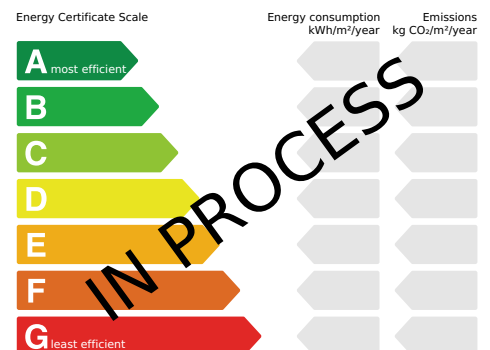 Energy Certificate Scale
Energy consumption
kWh/m²/year
Emissions
kg CO₂/m²/year
A most efficient
B
C
D
E
F
G least efficient
IN PROCESS